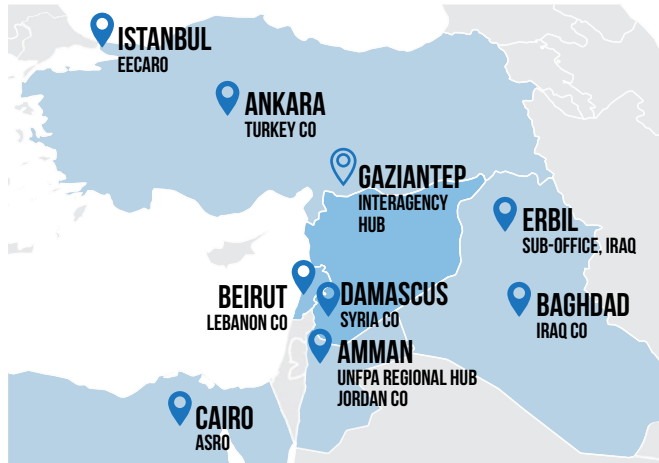 ISTANBUL
EECARO
ANKARA
TURKEY CO
GAZIANTEP
INTERAGENCY
HUB
ERBIL
SUB-OFFICE, IRAQ
BEIRUT
LEBANON CO
DAMASCUS
SYRIA CO
BAGHDAD
IRAQ CO
AMMAN
UNFPA REGIONAL HUB
JORDAN CO
CAIRO
ASRO